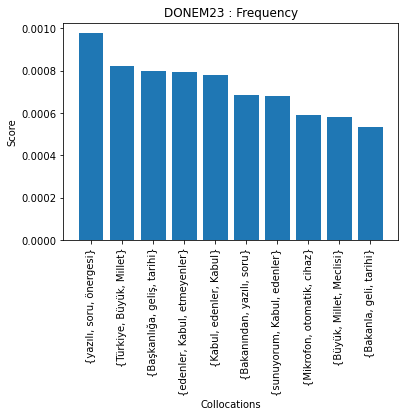 DONEM23 : Frequency
Score
0.0010
0.0008
0.0006
0.0004
0.0002
0.0000
{yazılı, soru, önergesi}
{Türkiye, Büyük, Millet}
{Başkanlığa, geliş, tarihi}
{edenler, Kabul, etmeyenler}
{Kabul, edenler, Kabul}
{Bakanından, yazılı, soru}
{sunuyorum, Kabul, edenler}
{Mikrofon, otomatik, cihaz}
{Büyük, Millet, Meclisi}
{Bakanla, geli, tarihi}
Collocations